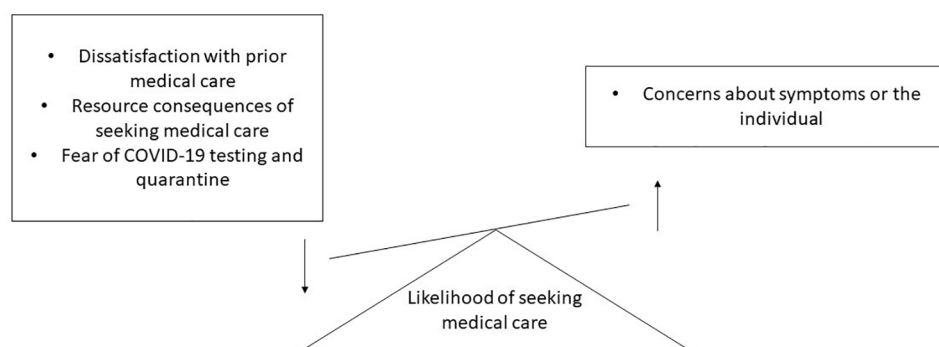 • Dissatisfaction with prior
medical care
• Resource consequences of
seeking medical care
• Fear of COVID-19 testing and
quarantine
• Concerns about symptoms or the
individual
Likelihood of seeking
medical care